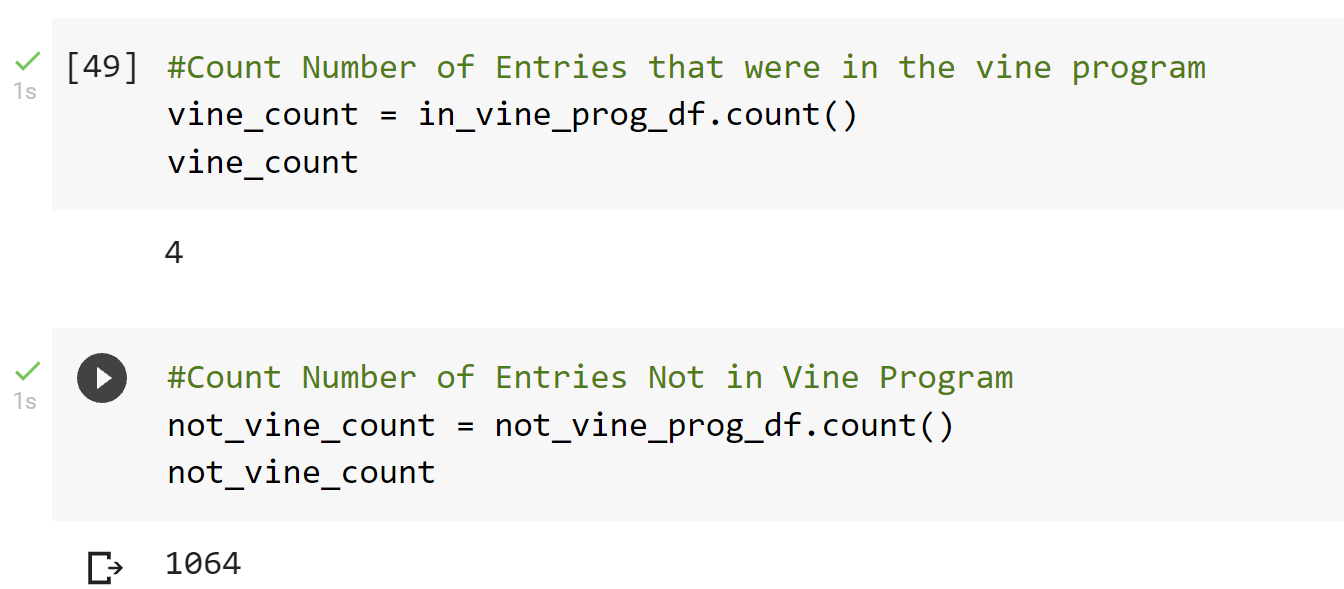 [49] #Count Number of Entries that were in the vine program
1s
vine_count = in_vine_prog_df.count()
vine_count
4
#Count Number of Entries Not in Vine Program
1s
not_vine_count = not_vine_prog_df.count()
not_vine_count
1064